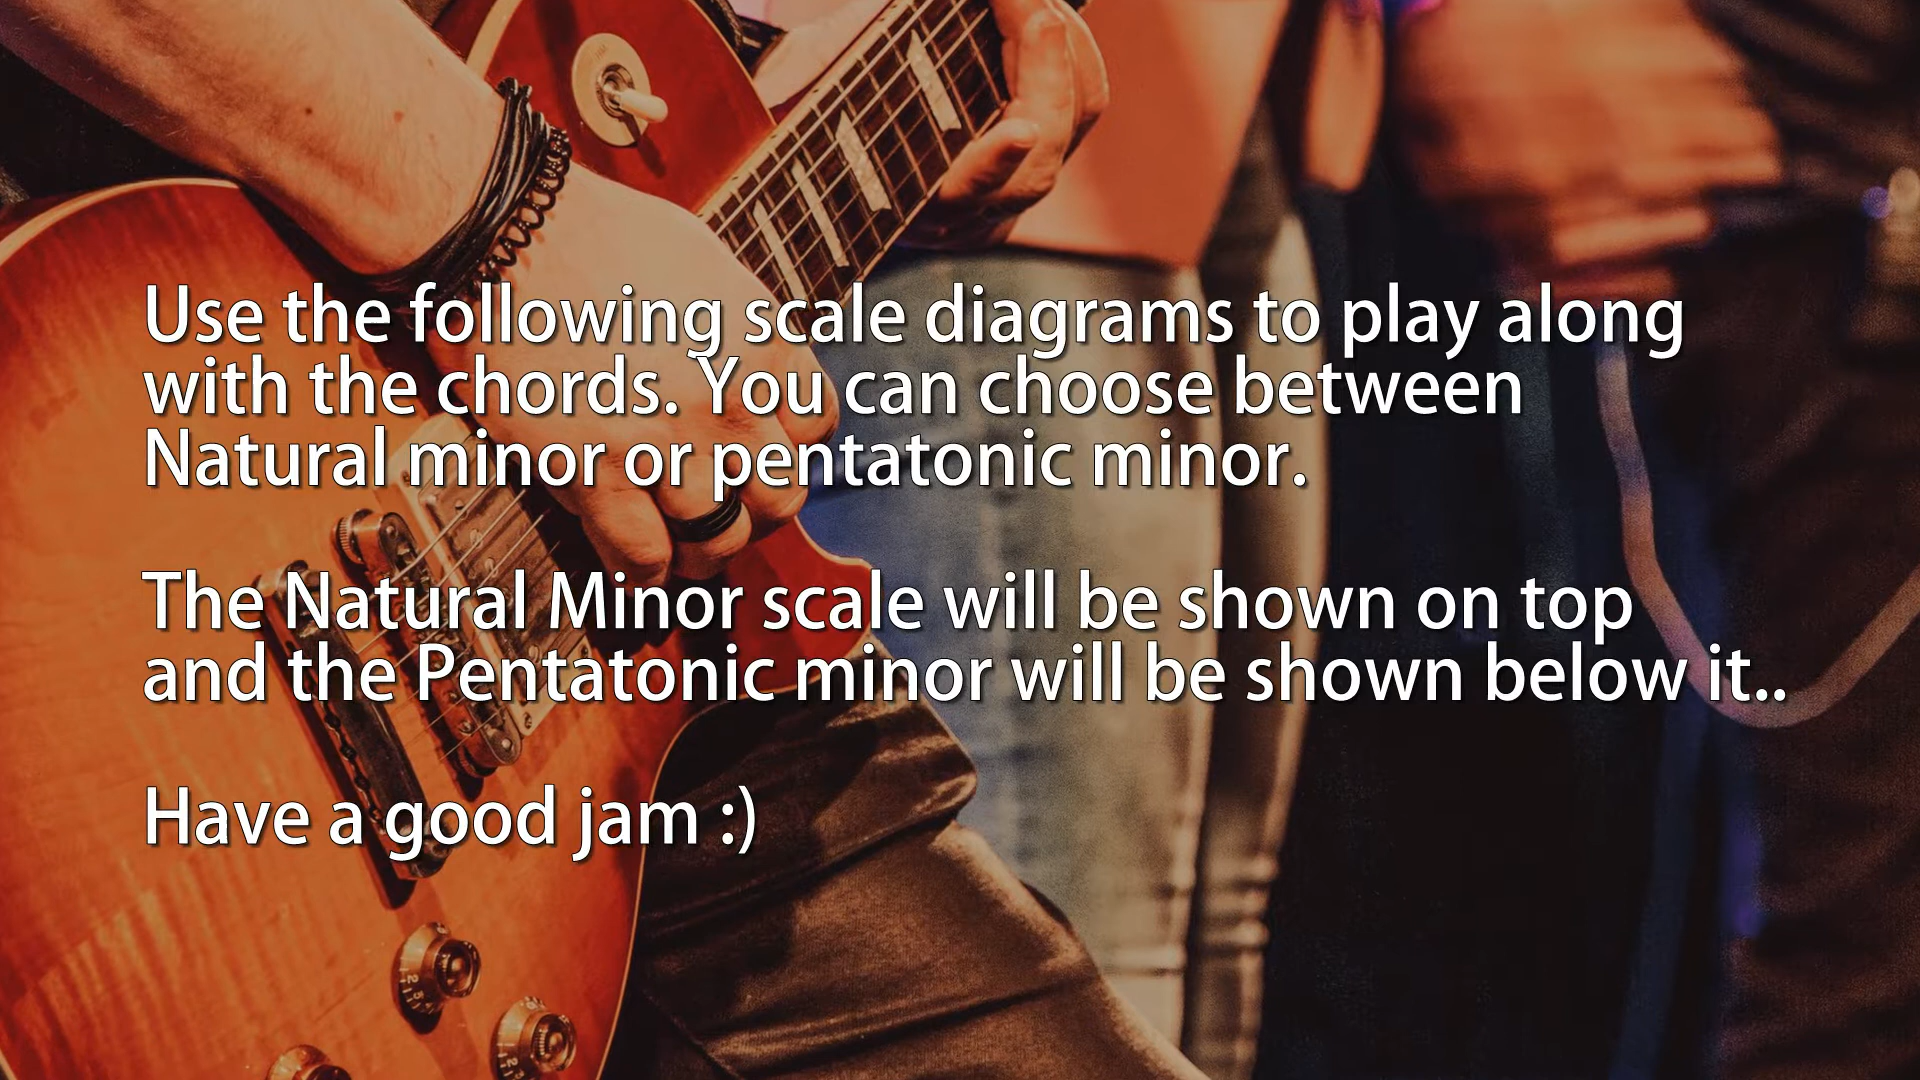 Use the following scale diagrams to play along
with the chords. You can choose between
Natural minor or pentatonic minor.
The Natural Minor scale will be shown on top
and the Pentatonic minor will be shown below it..
Have a good jam :)